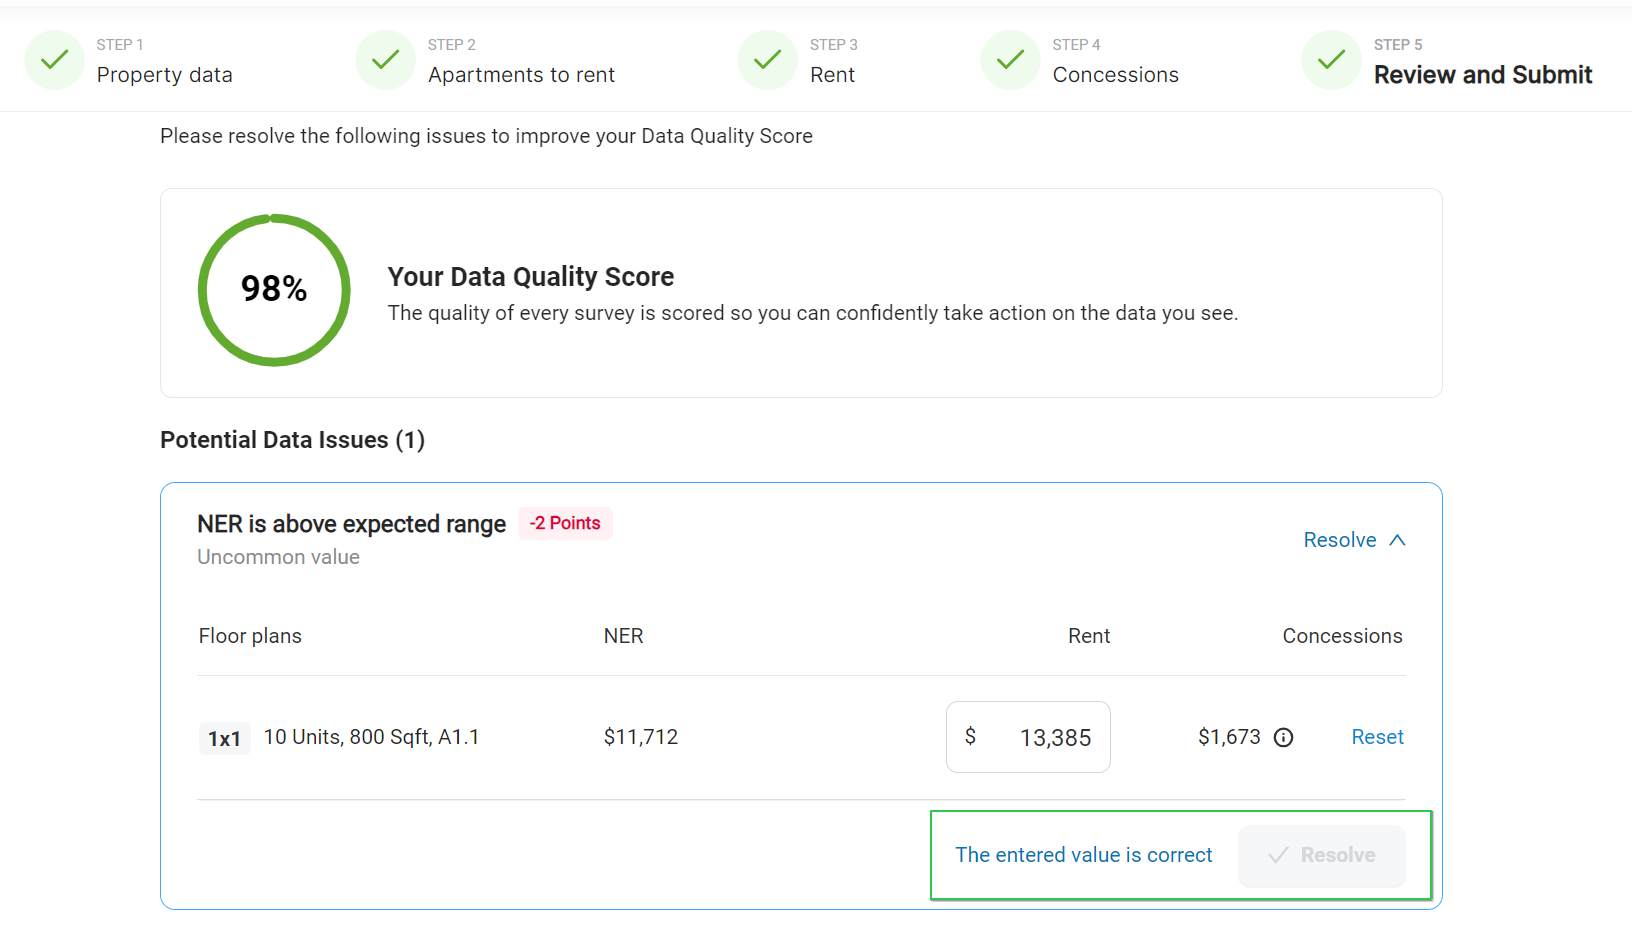 STEP 1
Property data
STEP 2
Apartments to rent
STEP 3
Rent
STEP 4
Concessions
STEP 5
Review and Submit
Please resolve the following issues to improve your Data Quality Score
98%
Your Data Quality Score
The quality of every survey is scored so you can confidently take action on the data you see.
Potential Data Issues (1)
NER is above expected range -2 Points
Uncommon value
Resolve
Floor plans NER Rent Concessions
1x1 10 Units, 800 Sqft, A1.1 $11,712 $ 13,385 $1,673 Reset
The entered value is correct Resolve